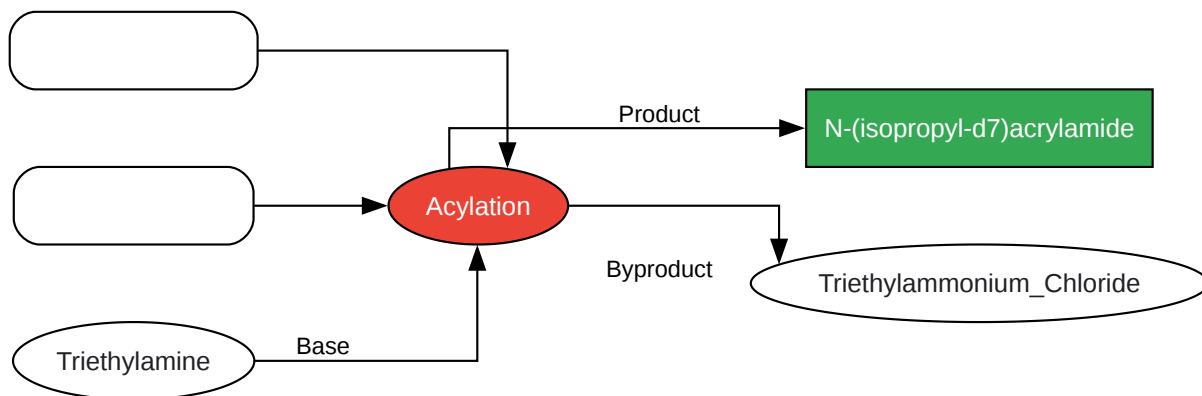 Product
N-(isopropyl-d7)acrylamide
Acylation
Byproduct
Triethylammonium_Chloride
Triethylamine
Base